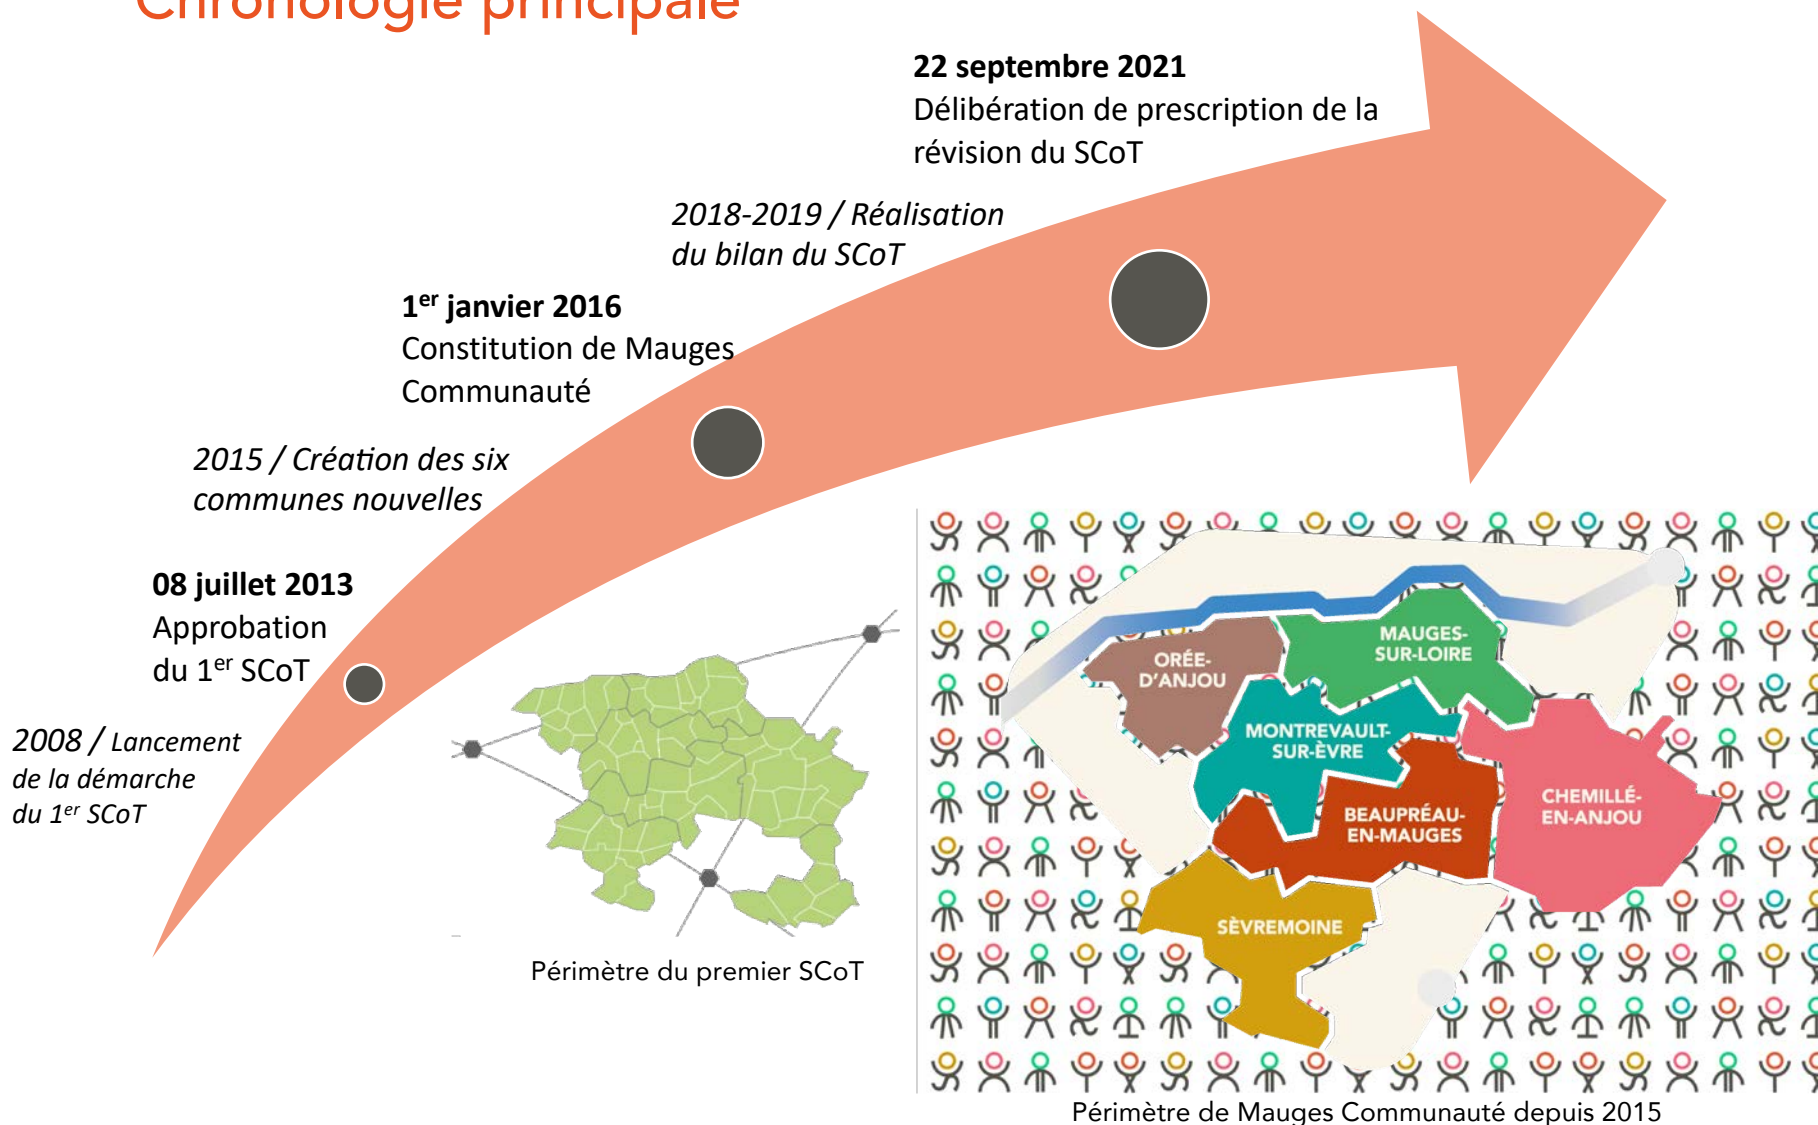 Chronologie principale
22 septembre 2021
Délibération de prescription de la
révision du SCoT
2018-2019 / Réalisation
du bilan du SCoT
1er janvier 2016
Constitution de Mauges
Communauté
2015 / Création des six
communes nouvelles
08 juillet 2013
Approbation
du 1er SCoT
2008 / Lancement
de la démarche
du 1er SCoT
Périmètre du premier SCoT
MAUGES-
SUR-LOIRE
ORÉE-
D'ANJOU
MONTREVAULT-
SUR-ÈVRE
BEAUPRÉAU-
EN-MAUGES
CHEMILLÉ-
EN-ANJOU
SÈVREMOINE
Périmètre de Mauges Communauté depuis 2015